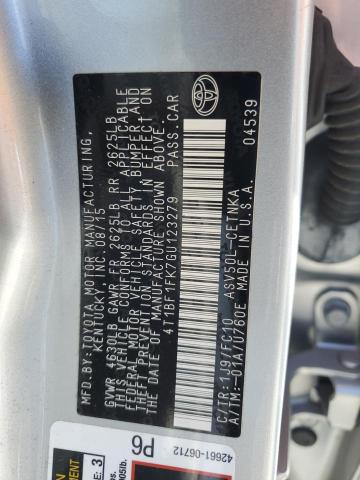 MFD.BY:TOYOTA MOTOR MANUFACTURING,
KENTUCKY,INC. 08/15
GVWR 4630LB GAWR FR 2625LB RR 2625LB
THIS VEHICLE CONFORMS TO ALL APPLICABLE
FEDERAL MOTOR VEHICLE SAFETY,BUMPER,AND
THEFT PREVENTION STANDARDS IN EFFECT ON
THE DATE OF MANUFACTURE SHOWN ABOVE.
4T1BF1FK7GU123279 PASS.CAR
C/TR:1J9/FC10 ASV50L-CETNKA
A/TM:-01A/U760E MADE IN U.S.A.
04539
42661-06712
P6
E: 3